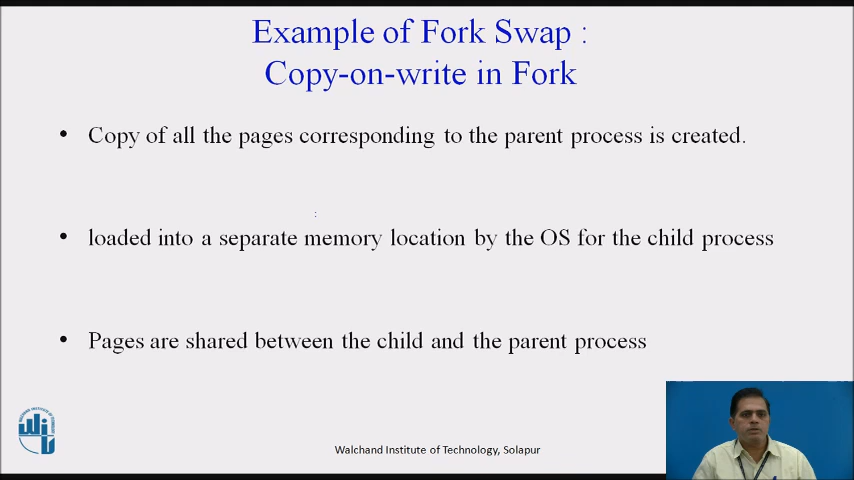 Example of Fork Swap :
Copy-on-write in Fork
• Copy of all the pages corresponding to the parent process is created.
:
• loaded into a separate memory location by the OS for the child process
• Pages are shared between the child and the parent process
Walchand Institute of Technology, Solapur